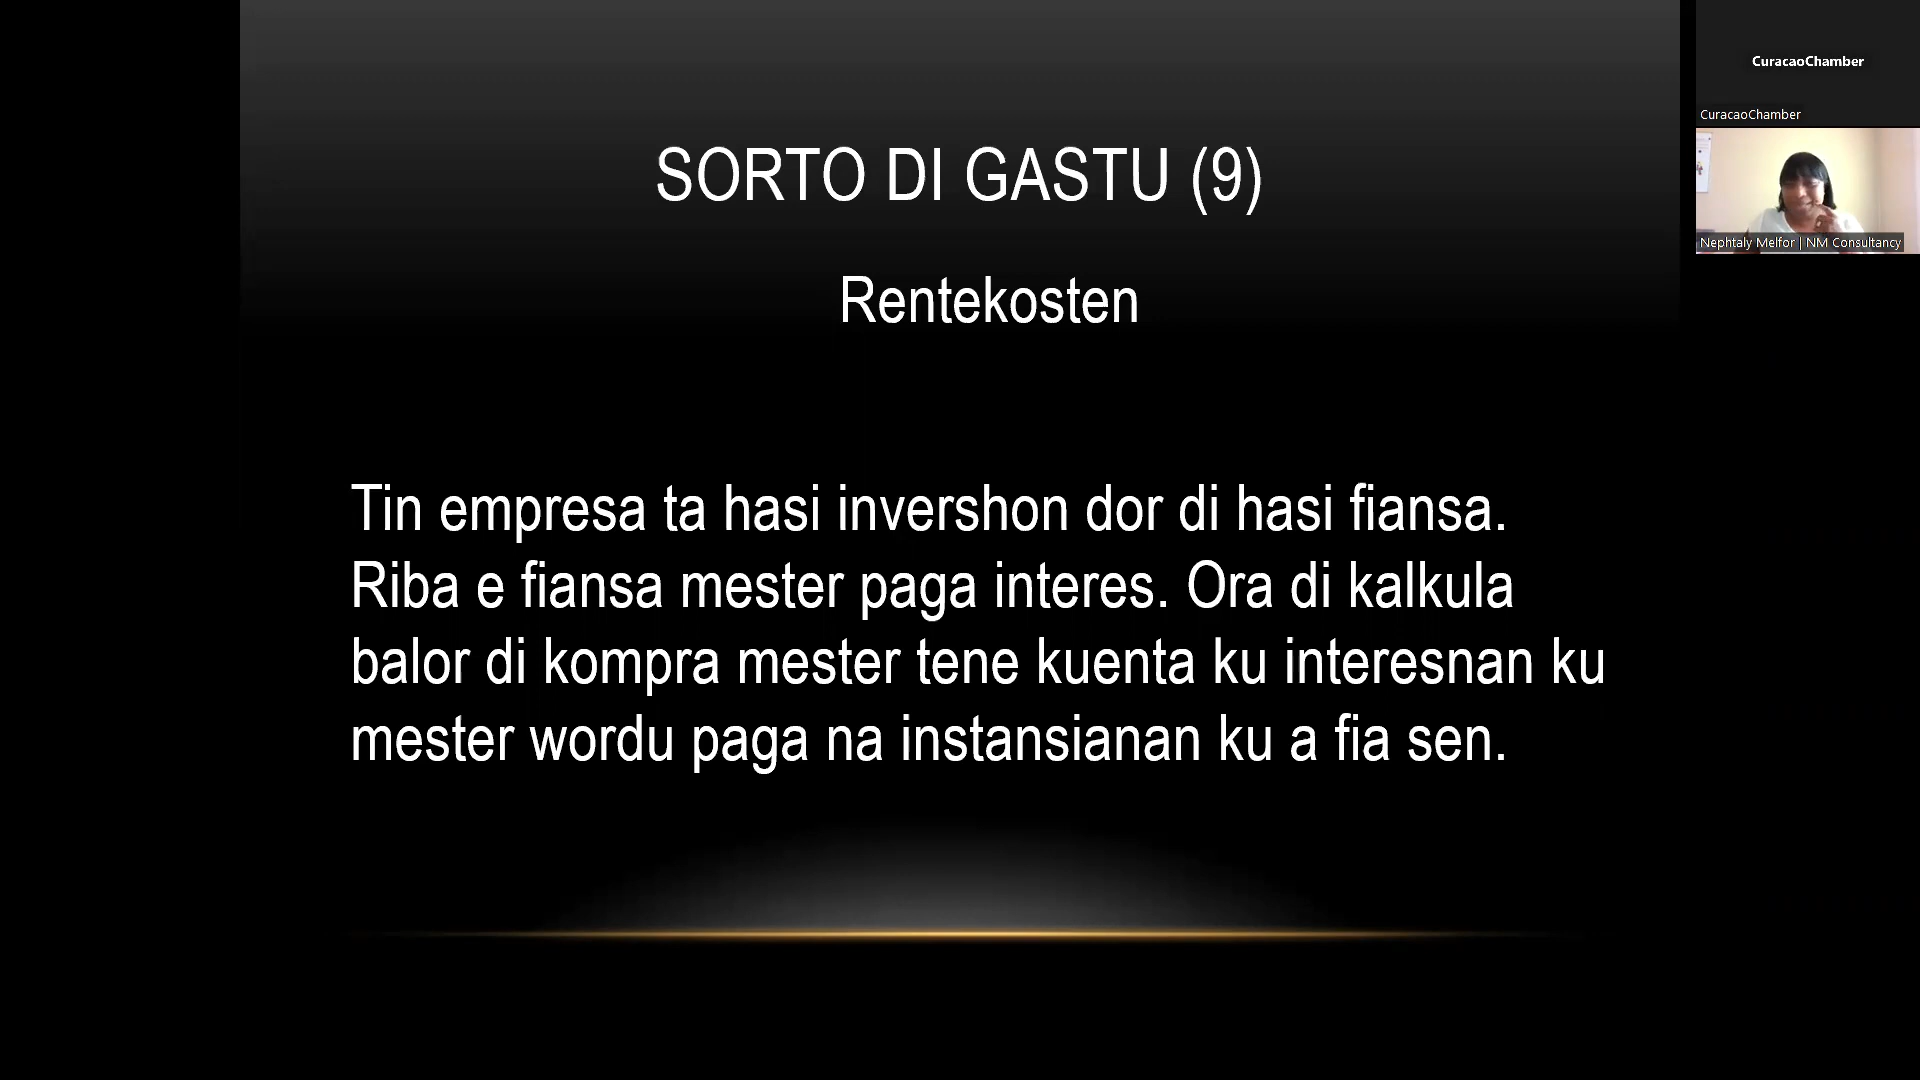 SORTO DI GASTU (9)
Rentekosten
Tin empresa ta hasi invershon dor di hasi fiansa.
Riba e fiansa mester paga interes. Ora di kalkula
balor di kompra mester tene kuenta ku interesnan ku
mester wordu paga na instansianan ku a fia sen.
CuracaoChamber
CuracaoChamber
Nephtaly Melfor | NM Consultancy